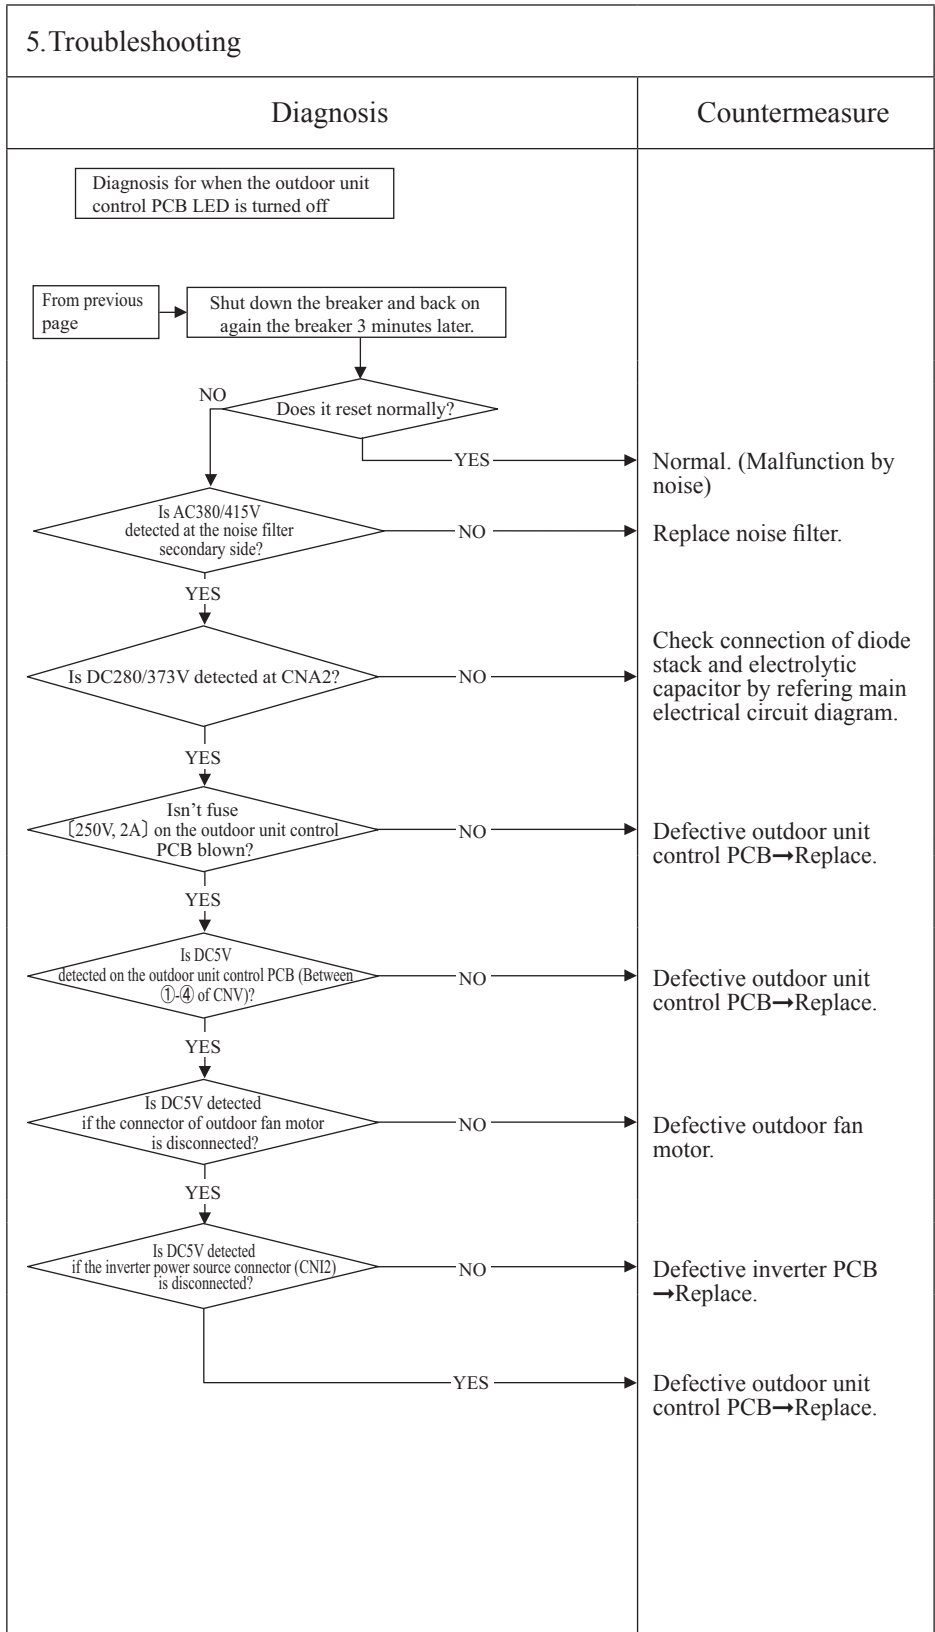 5.Troubleshooting
Diagnosis
Countermeasure
Diagnosis for when the outdoor unit
control PCB LED is turned off
From previous
page
Shut down the breaker and back on
again the breaker 3 minutes later.
NO
Does it reset normally?
YES
Normal. (Malfunction by
noise)
Is AC380/415V
detected at the noise filter
secondary side?
NO
Replace noise filter.
YES
Is DC280/373V detected at CNA2?
NO
Check connection of diode
stack and electrolytic
capacitor by refering main
electrical circuit diagram.
YES
Isn't fuse
〔250V, 2A〕 on the outdoor unit control
PCB blown?
NO
Defective outdoor unit
control PCB→Replace.
YES
Is DC5V
detected on the outdoor unit control PCB (Between
①-④ of CNV)?
NO
Defective outdoor unit
control PCB→Replace.
YES
Is DC5V detected
if the connector of outdoor fan motor
is disconnected?
NO
Defective outdoor fan
motor.
YES
Is DC5V detected
if the inverter power source connector (CNI2)
is disconnected?
NO
Defective inverter PCB
→Replace.
YES
Defective outdoor unit
control PCB→Replace.